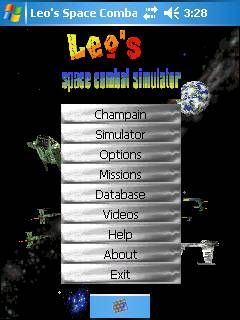 Leo's Space Comba
3:28
Leo's
space combat simulator
Champain
Simulator
Options
Missions
Database
Videos
Help
About
Exit